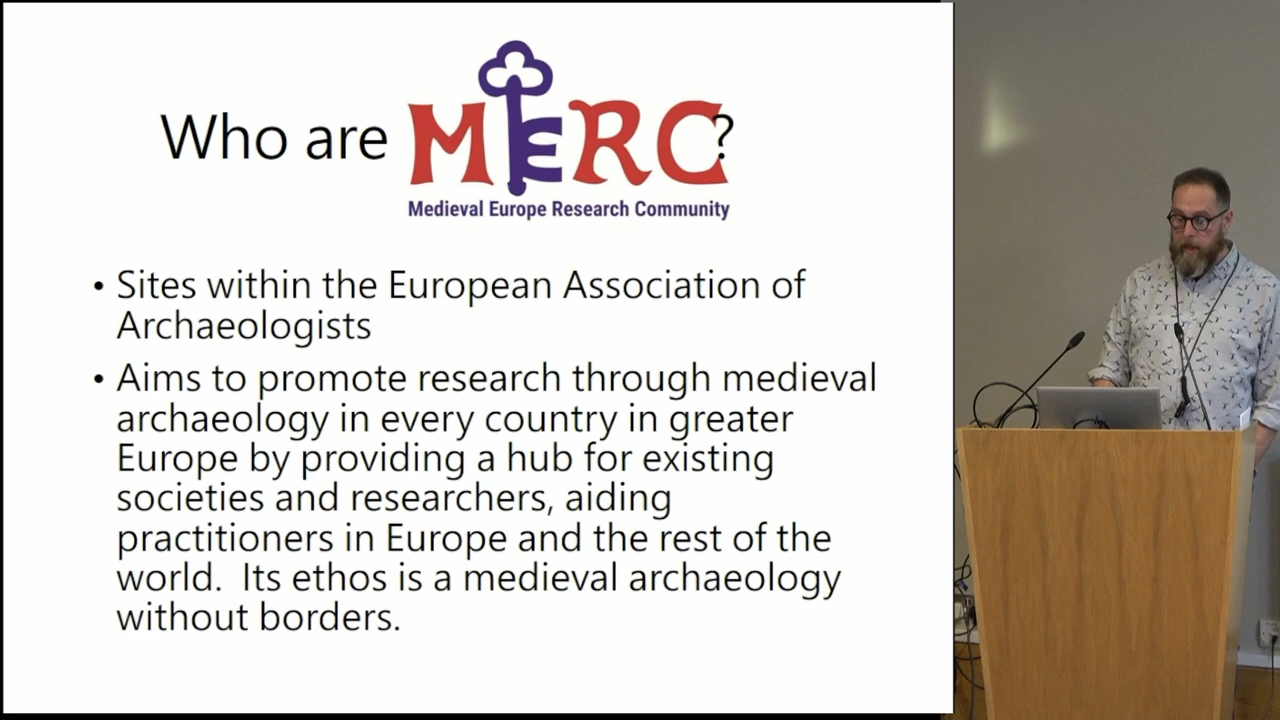 Who are MERC?
Medieval Europe Research Community
• Sites within the European Association of
Archaeologists
• Aims to promote research through medieval
archaeology in every country in greater
Europe by providing a hub for existing
societies and researchers, aiding
practitioners in Europe and the rest of the
world.  Its ethos is a medieval archaeology
without borders.